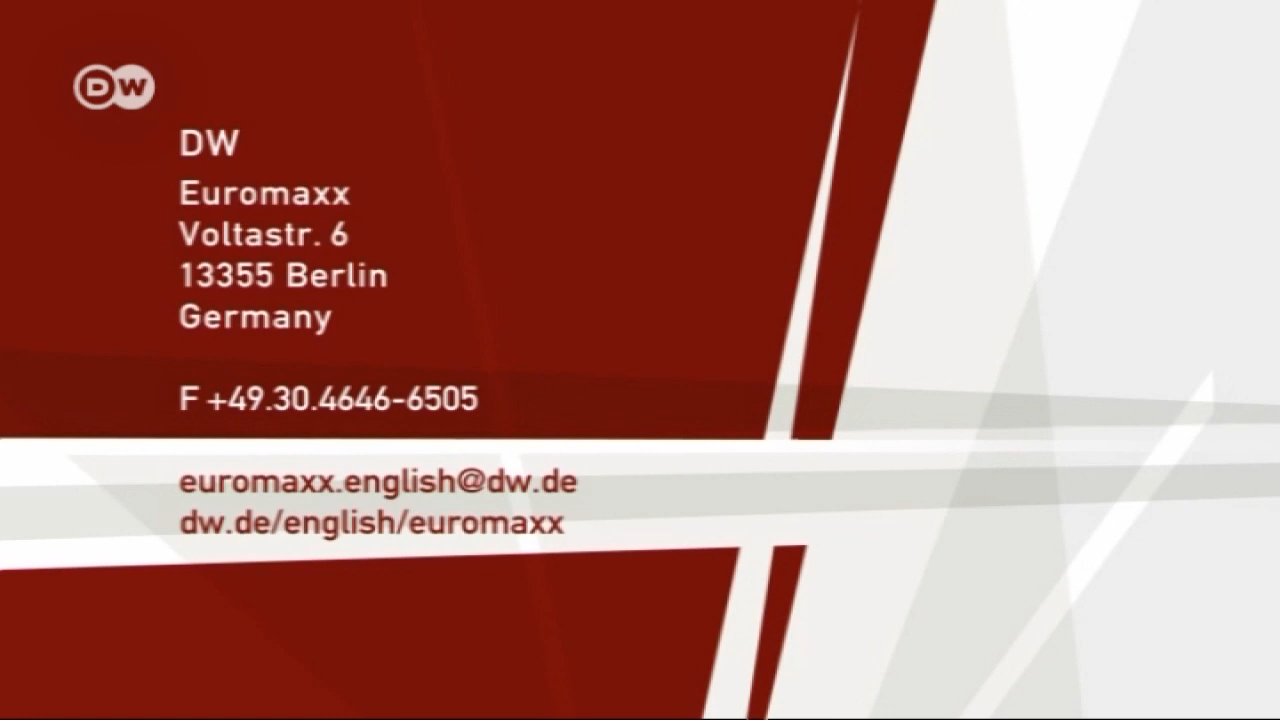 DW
DW
Euromaxx
Voltastr. 6
13355 Berlin
Germany
F +49.30.4646-6505
euromaxx.english@dw.de
dw.de/english/euromaxx